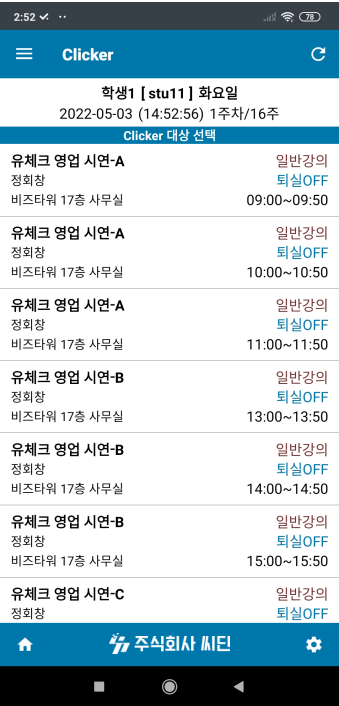 2:52
78
Clicker
학생1 [ stu11 ] 화요일
2022-05-03 (14:52:56) 1주차/16주
Clicker 대상 선택
유체크 영업 시연-A 일반강의
정회창 퇴실OFF
비즈타워 17층 사무실 09:00~09:50
유체크 영업 시연-A 일반강의
정회창 퇴실OFF
비즈타워 17층 사무실 10:00~10:50
유체크 영업 시연-A 일반강의
정회창 퇴실OFF
비즈타워 17층 사무실 11:00~11:50
유체크 영업 시연-B 일반강의
정회창 퇴실OFF
비즈타워 17층 사무실 13:00~13:50
유체크 영업 시연-B 일반강의
정회창 퇴실OFF
비즈타워 17층 사무실 14:00~14:50
유체크 영업 시연-B 일반강의
정회창 퇴실OFF
비즈타워 17층 사무실 15:00~15:50
유체크 영업 시연-C 일반강의
정회창 퇴실OFF
주식회사 씨딘